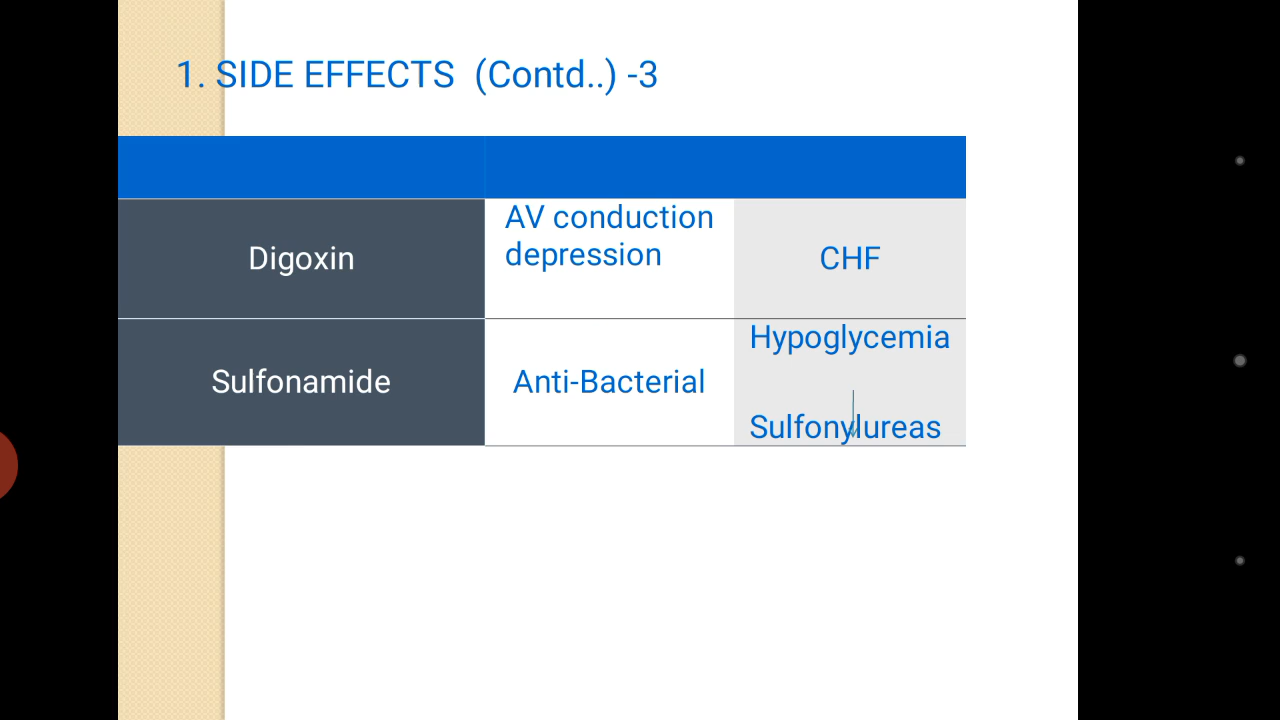 1. SIDE EFFECTS (Contd..) -3
AV conduction
depression
Digoxin
CHF
Hypoglycemia
Sulfonamide
Anti-Bacterial
Sulfonylureas